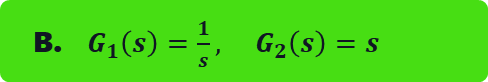 B. G₁(s) = 1/s, G₂(s) = s